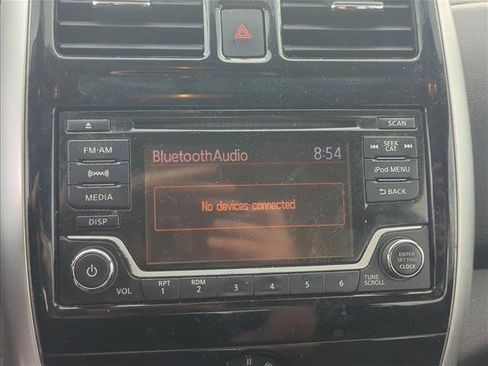 SCAN
FM·AM
BluetoothAudio 8:54
SEEK
CAT
((XM))
iPod MENU
MEDIA
No devices connected
BACK
DISP
ENTER
SETTING
CLOCK
VOL
RPT
1
RDM
2
3
4
5
6
TUNE
SCROLL